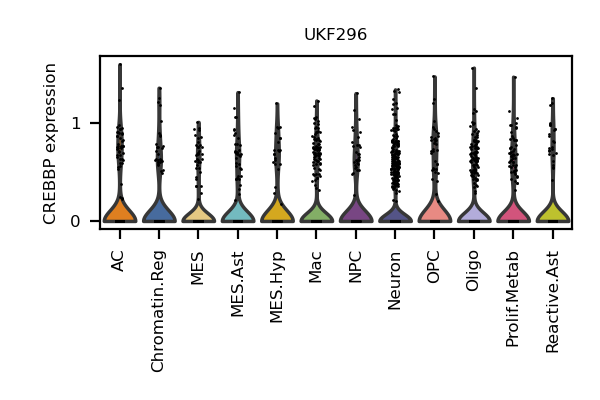 UKF296
CREBBP expression
1
0
AC
Chromatin.Reg
MES
MES.Ast
MES.Hyp
Mac
NPC
Neuron
OPC
Oligo
Prolif.Metab
Reactive.Ast